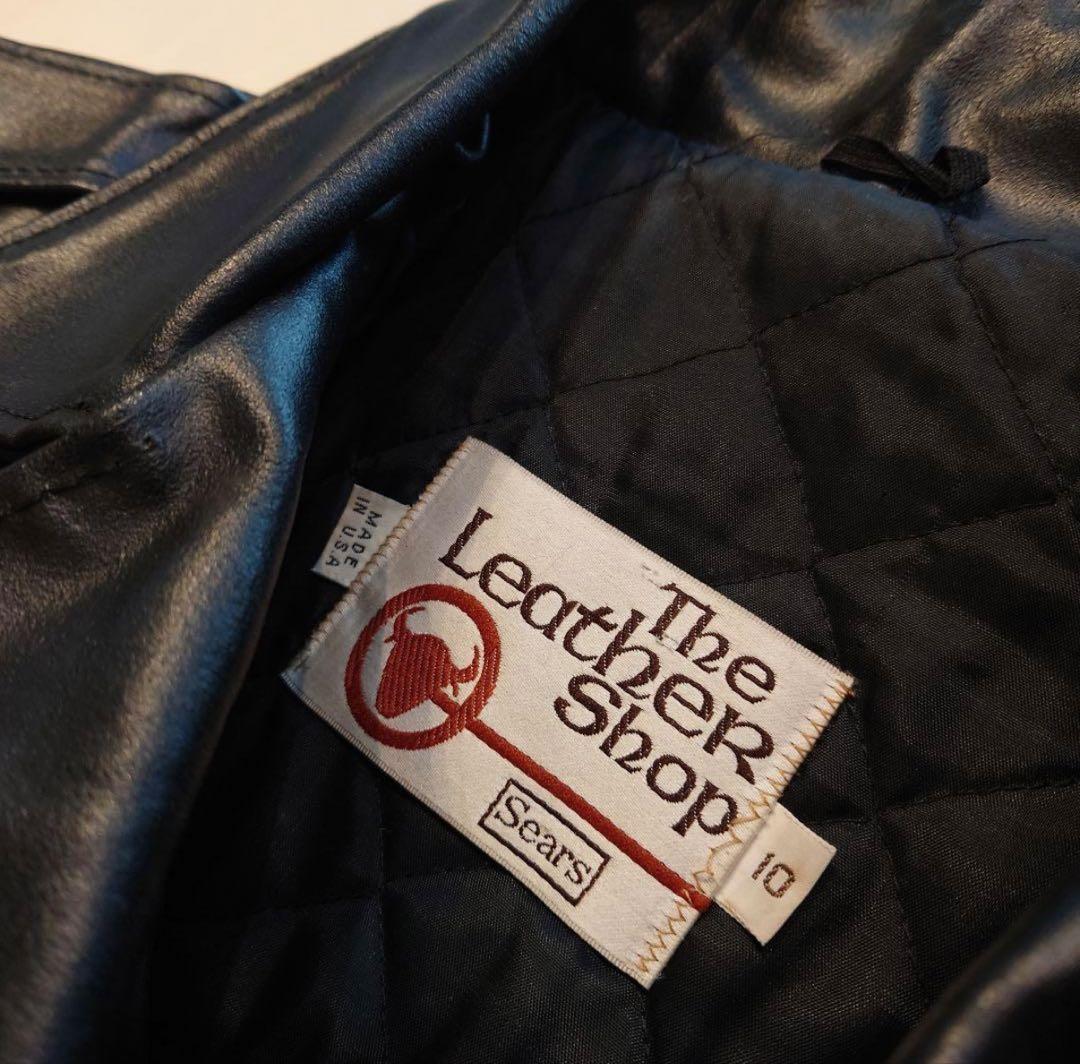 MADE
IN U.S.A
The
Leather
Shop
Sears
10